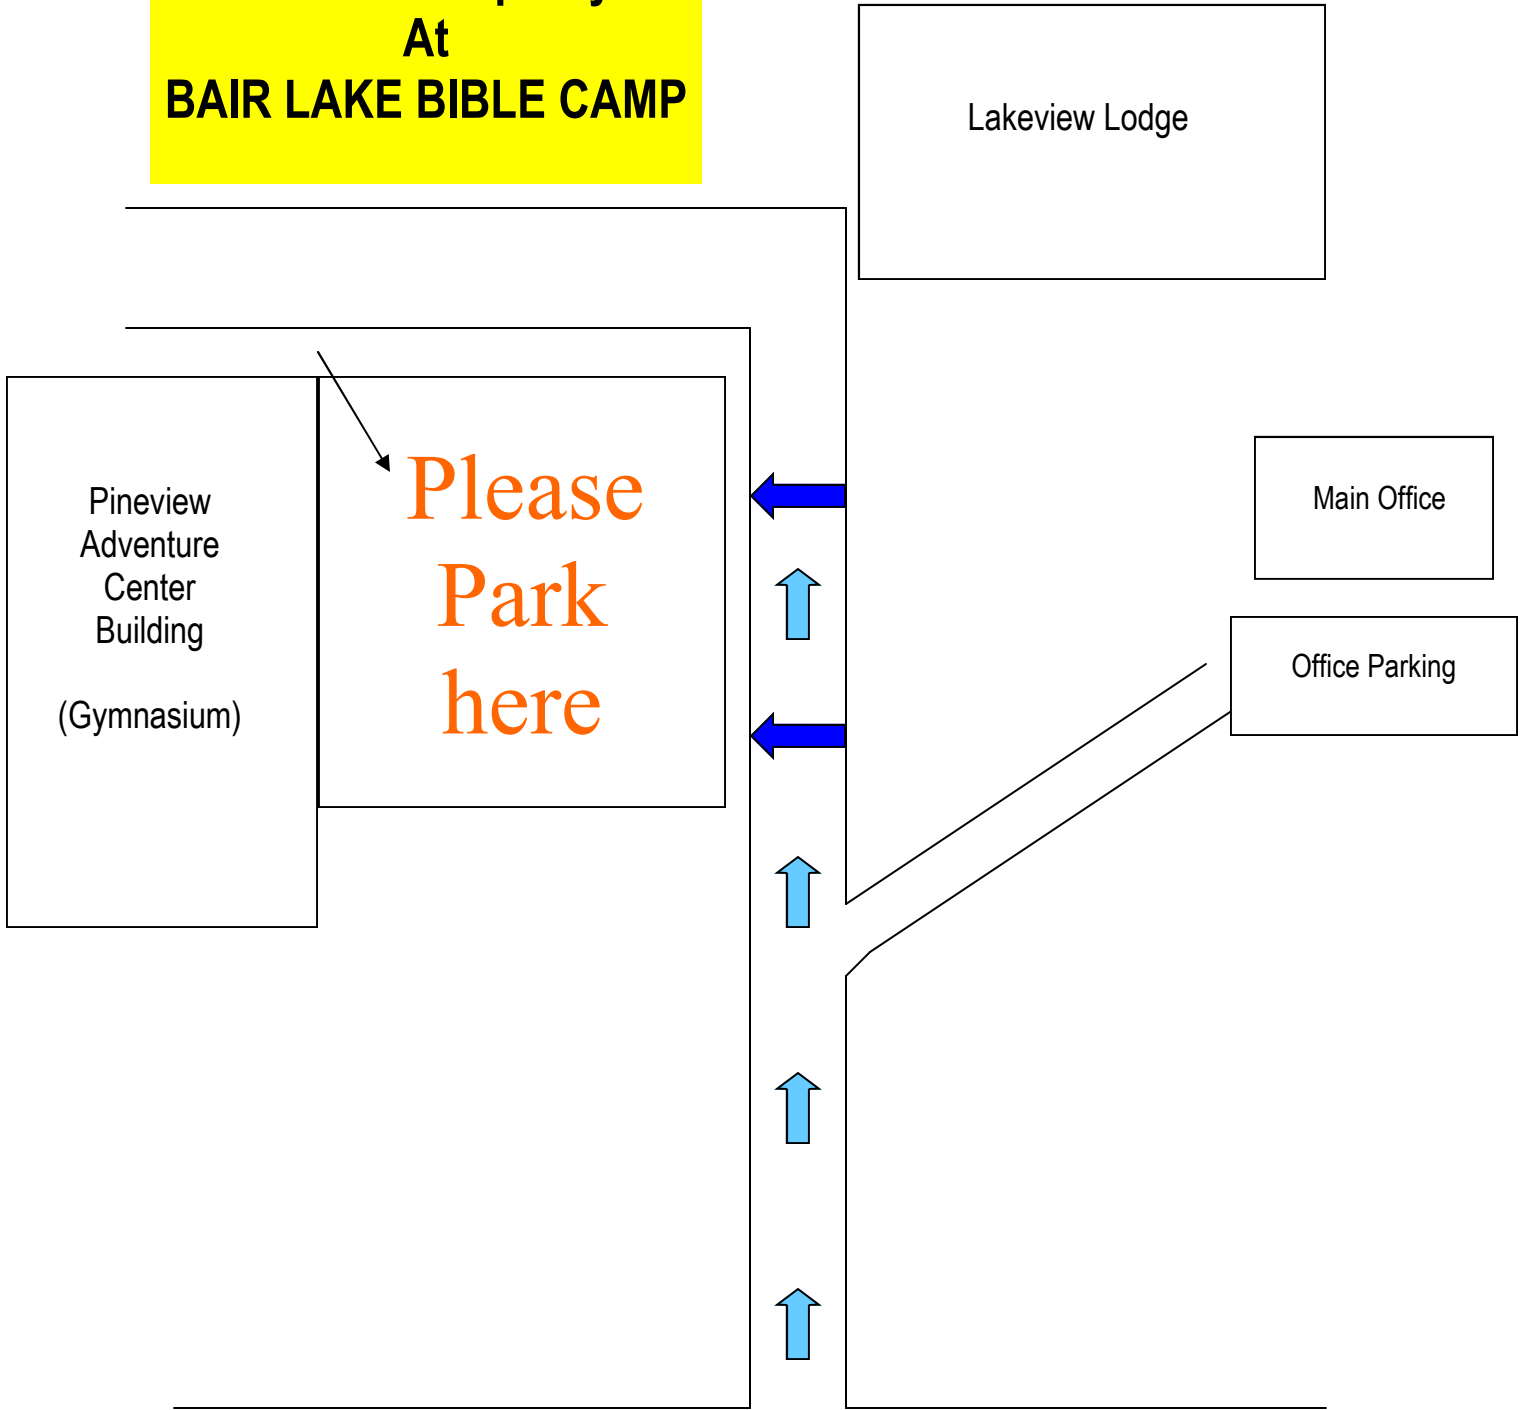 At
BAIR LAKE BIBLE CAMP
Lakeview Lodge
Pineview
Adventure
Center
Building
(Gymnasium)
Please
Park
here
Main Office
Office Parking